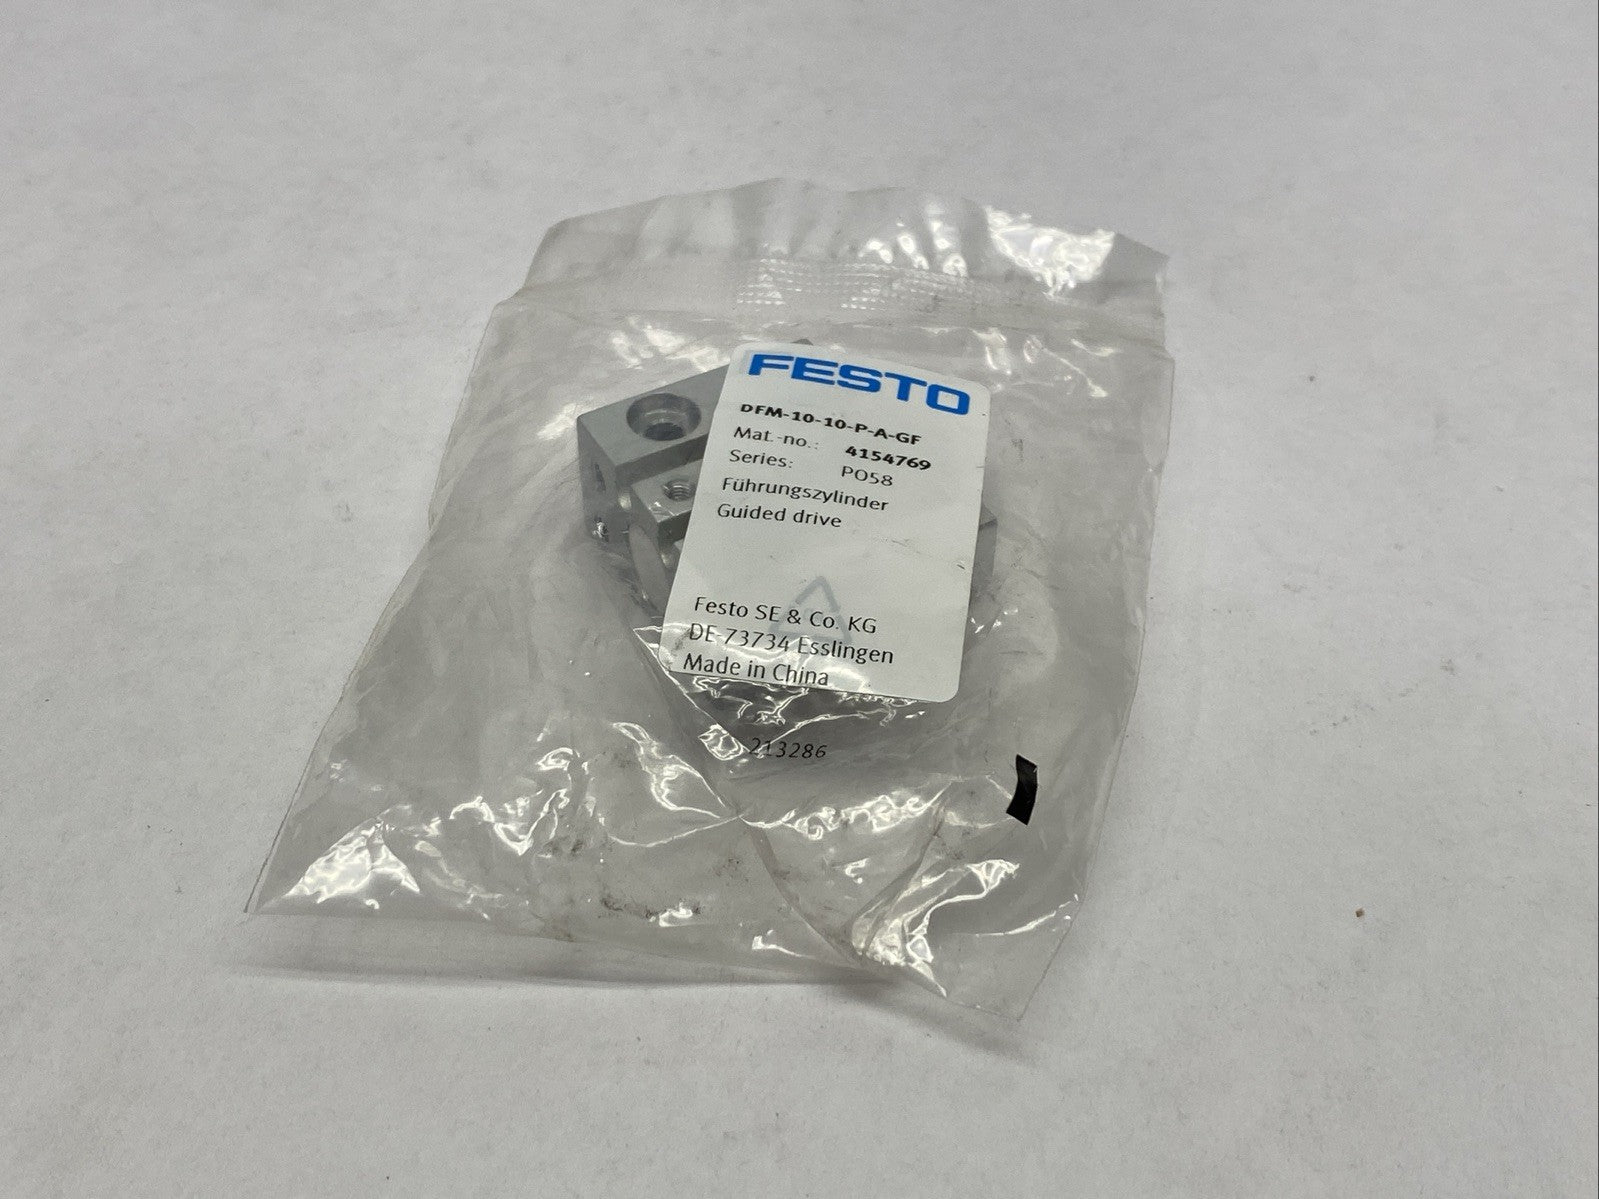 FESTO
DFM-10-10-P-A-GF
Mat.-no.: 4154769
Series: PO58
Führungszylinder
Guided drive
Festo SE & Co. KG
DE-73734 Esslingen
Made in China
213286